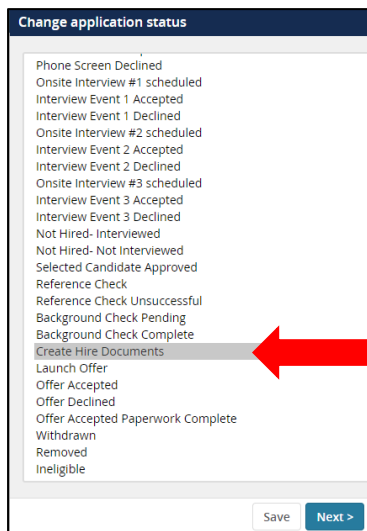 Change application status
Phone Screen Declined
Onsite Interview #1 scheduled
Interview Event 1 Accepted
Interview Event 1 Declined
Onsite Interview #2 scheduled
Interview Event 2 Accepted
Interview Event 2 Declined
Onsite Interview #3 scheduled
Interview Event 3 Accepted
Interview Event 3 Declined
Not Hired- Interviewed
Not Hired- Not Interviewed
Selected Candidate Approved
Reference Check
Reference Check Unsuccessful
Background Check Pending
Background Check Complete
Create Hire Documents
Launch Offer
Offer Accepted
Offer Declined
Offer Accepted Paperwork Complete
Withdrawn
Removed
Ineligible
Save Next >